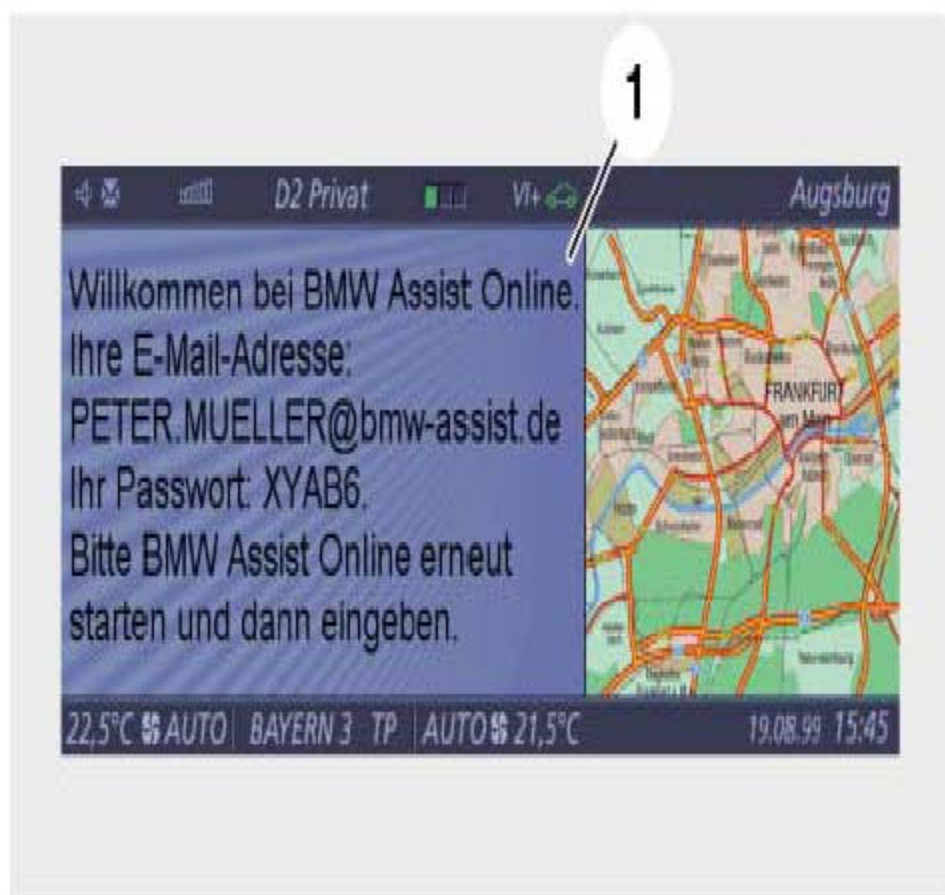 1
D2 Privat VI+ Augsburg
Willkommen bei BMW Assist Online.
Ihre E-Mail-Adresse:
PETER.MUELLER@bmw-assist.de
Ihr Passwort: XYAB6.
Bitte BMW Assist Online erneut
starten und dann eingeben.
FRANKFURT
am Main
22,5°C AUTO BAYERN 3 TP AUTO 21,5°C 19.08.99 15:45